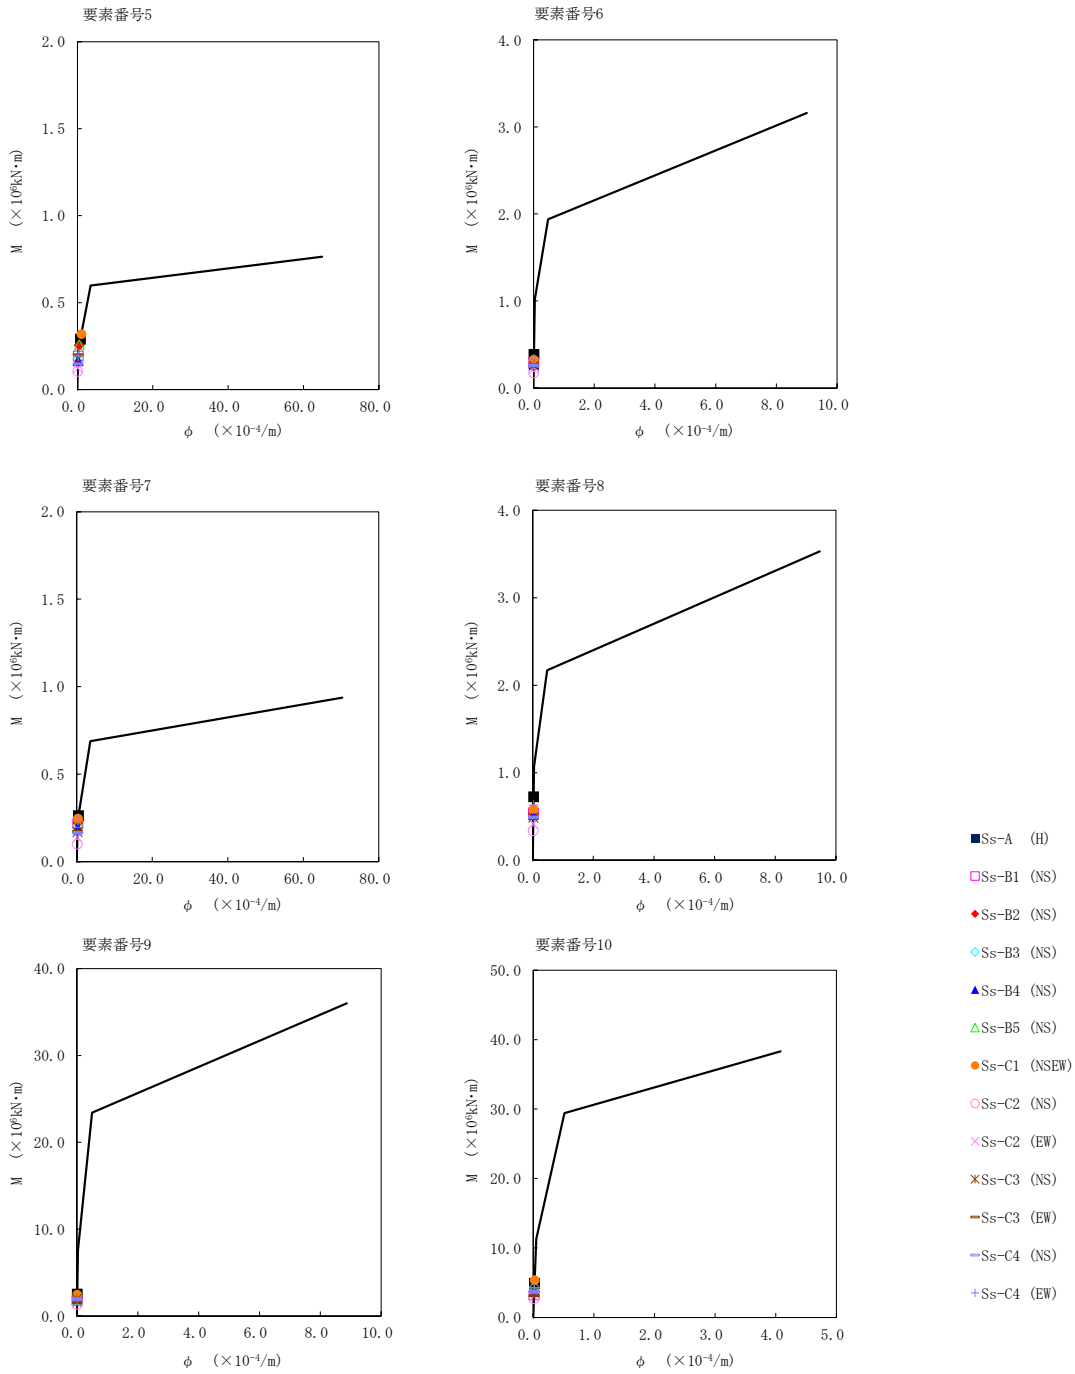 要素番号5
2.0
1.5
1.0
0.5
0.0
M (×10⁶kN・m)
0.0 20.0 40.0 60.0 80.0
φ (×10⁻⁴/m)
要素番号6
4.0
3.0
2.0
1.0
0.0
M (×10⁶kN・m)
0.0 2.0 4.0 6.0 8.0 10.0
φ (×10⁻⁴/m)
要素番号7
2.0
1.5
1.0
0.5
0.0
M (×10⁶kN・m)
0.0 20.0 40.0 60.0 80.0
φ (×10⁻⁴/m)
要素番号8
4.0
3.0
2.0
1.0
0.0
M (×10⁶kN・m)
0.0 2.0 4.0 6.0 8.0 10.0
φ (×10⁻⁴/m)
要素番号9
40.0
30.0
20.0
10.0
0.0
M (×10⁶kN・m)
0.0 2.0 4.0 6.0 8.0 10.0
φ (×10⁻⁴/m)
要素番号10
50.0
40.0
30.0
20.0
10.0
0.0
M (×10⁶kN・m)
0.0 1.0 2.0 3.0 4.0 5.0
φ (×10⁻⁴/m)
Ss-A (H)
Ss-B1 (NS)
Ss-B2 (NS)
Ss-B3 (NS)
Ss-B4 (NS)
Ss-B5 (NS)
Ss-C1 (NSEW)
Ss-C2 (NS)
Ss-C2 (EW)
Ss-C3 (NS)
Ss-C3 (EW)
Ss-C4 (NS)
Ss-C4 (EW)